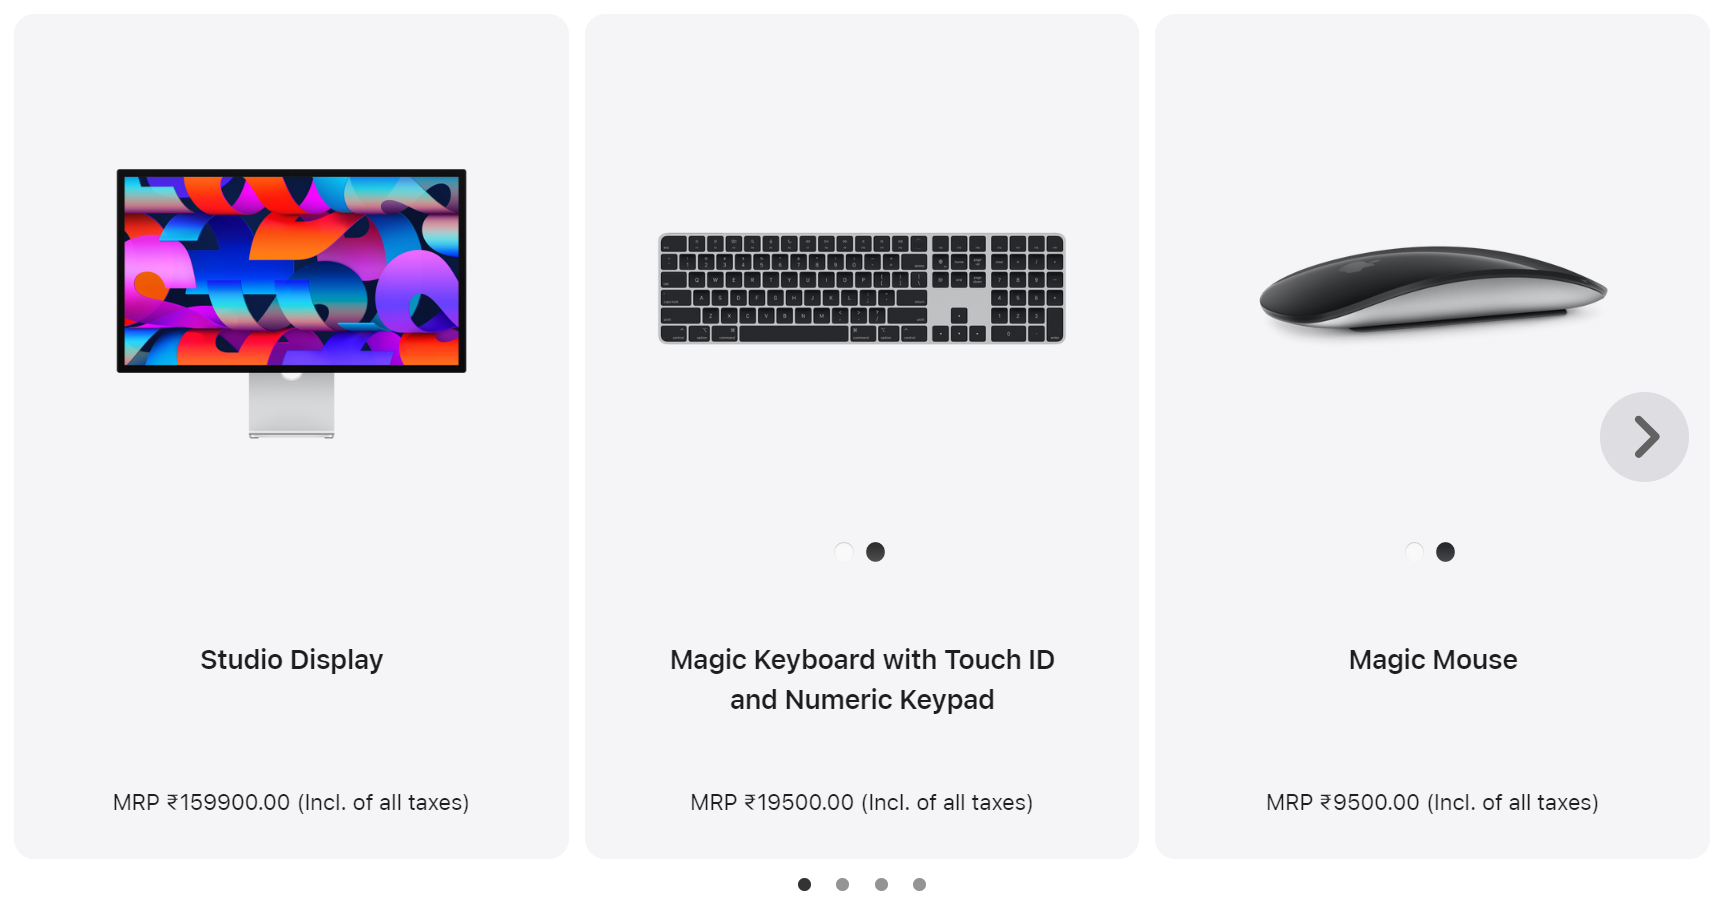 Studio Display
MRP ₹159900.00 (Incl. of all taxes)
Magic Keyboard with Touch ID
and Numeric Keypad
MRP ₹19500.00 (Incl. of all taxes)
Magic Mouse
MRP ₹9500.00 (Incl. of all taxes)